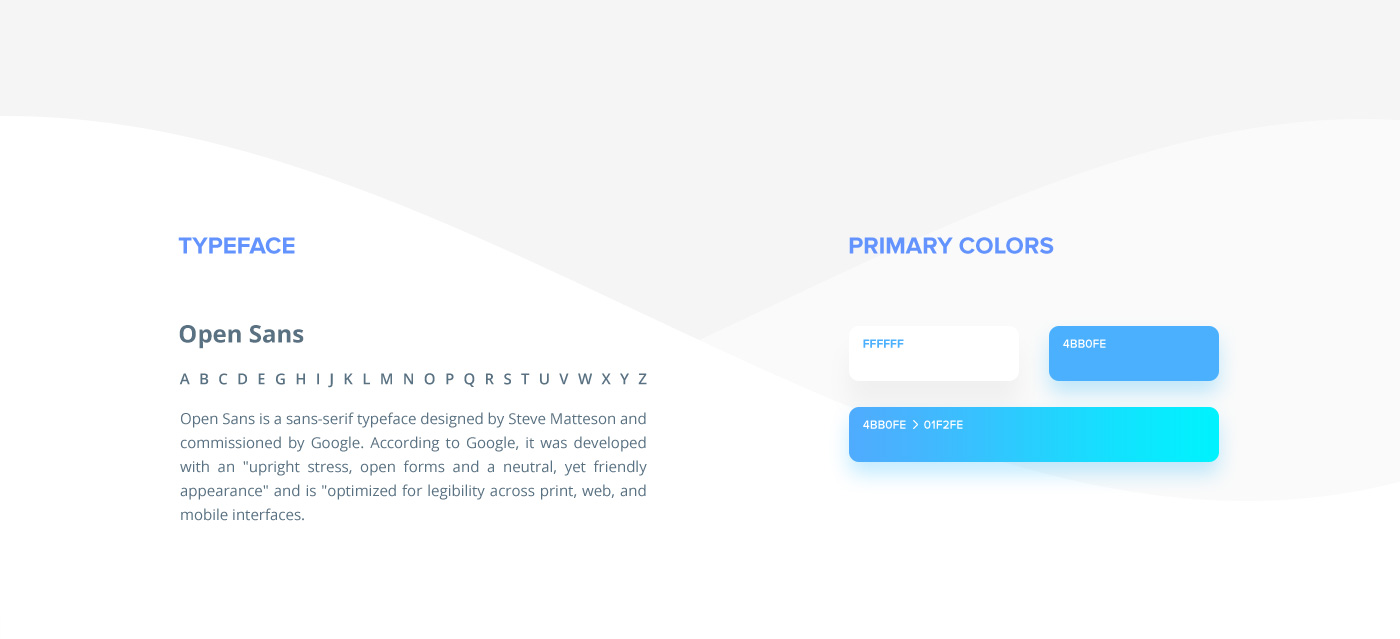 TYPEFACE
Open Sans
A B C D E G H I J K L M N O P Q R S T U V W X Y Z
Open Sans is a sans-serif typeface designed by Steve Matteson and
commissioned by Google. According to Google, it was developed
with an "upright stress, open forms and a neutral, yet friendly
appearance" and is "optimized for legibility across print, web, and
mobile interfaces.
PRIMARY COLORS
FFFFFF
4BB0FE
4BB0FE > 01F2FE